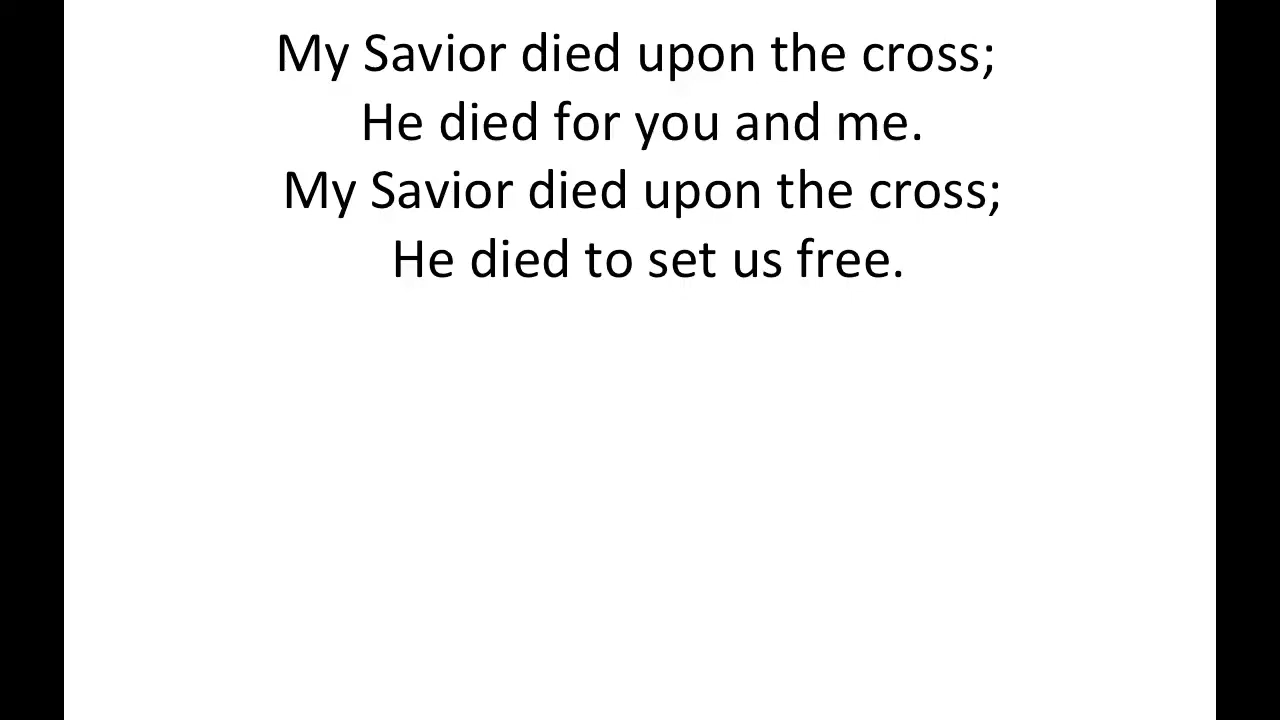 My Savior died upon the cross;
He died for you and me.
My Savior died upon the cross;
He died to set us free.